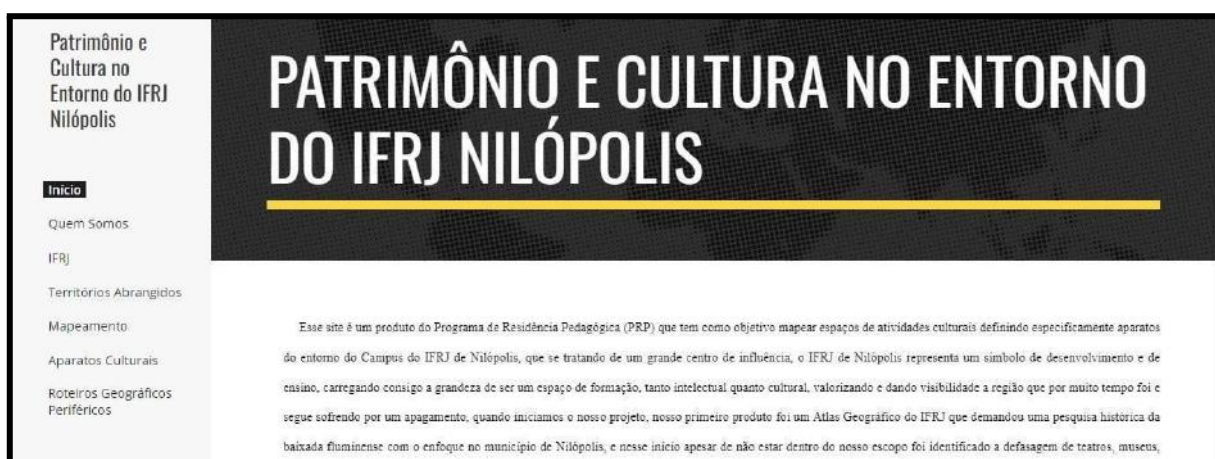 Patrimônio e
Cultura no
Entorno do IFRJ
Nilópolis
Início
Quem Somos
IFRJ
Territórios Abrangidos
Mapeamento
Aparatos Culturais
Roteiros Geográficos
Periféricos
PATRIMÔNIO E CULTURA NO ENTORNO
DO IFRJ NILÓPOLIS
Esse site é um produto do Programa de Residência Pedagógica (PRP) que tem como objetivo mapear espaços de atividades culturais definindo especificamente aparatos
do entorno do Campus do IFRJ de Nilópolis, que se tratando de um grande centro de influência, o IFRJ de Nilópolis representa um símbolo de desenvolvimento e de
ensino, carregando consigo a grandeza de ser um espaço de formação, tanto intelectual quanto cultural, valorizando e dando visibilidade a região que por muito tempo foi e
segue sofrendo por um apagamento, quando iniciamos o nosso projeto, nosso primeiro produto foi um Atlas Geográfico do IFRJ que demandou uma pesquisa histórica da
baixada fluminense com o enfoque no município de Nilópolis, e nesse início apesar de não estar dentro do nosso escopo foi identificado a defasagem de teatros, museus,